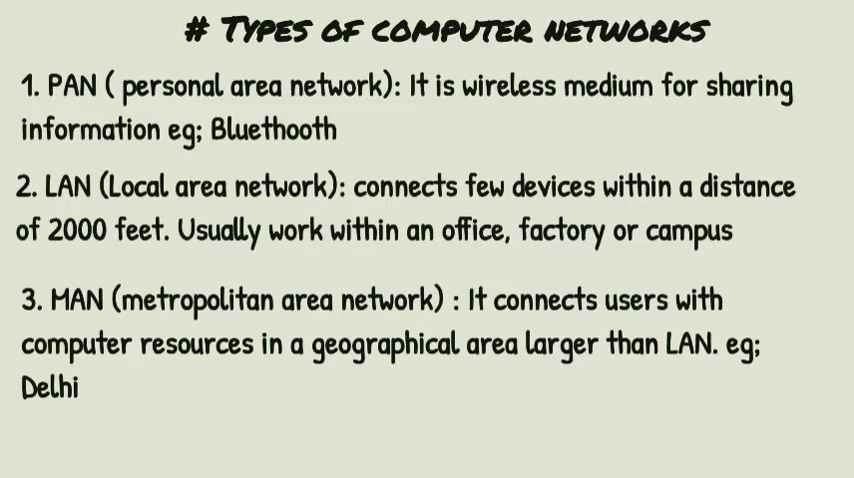 # Types of computer networks
1. PAN ( personal area network): It is wireless medium for sharing
information eg; Bluethooth
2. LAN (Local area network): connects few devices within a distance
of 2000 feet. Usually work within an office, factory or campus
3. MAN (metropolitan area network) : It connects users with
computer resources in a geographical area larger than LAN. eg;
Delhi